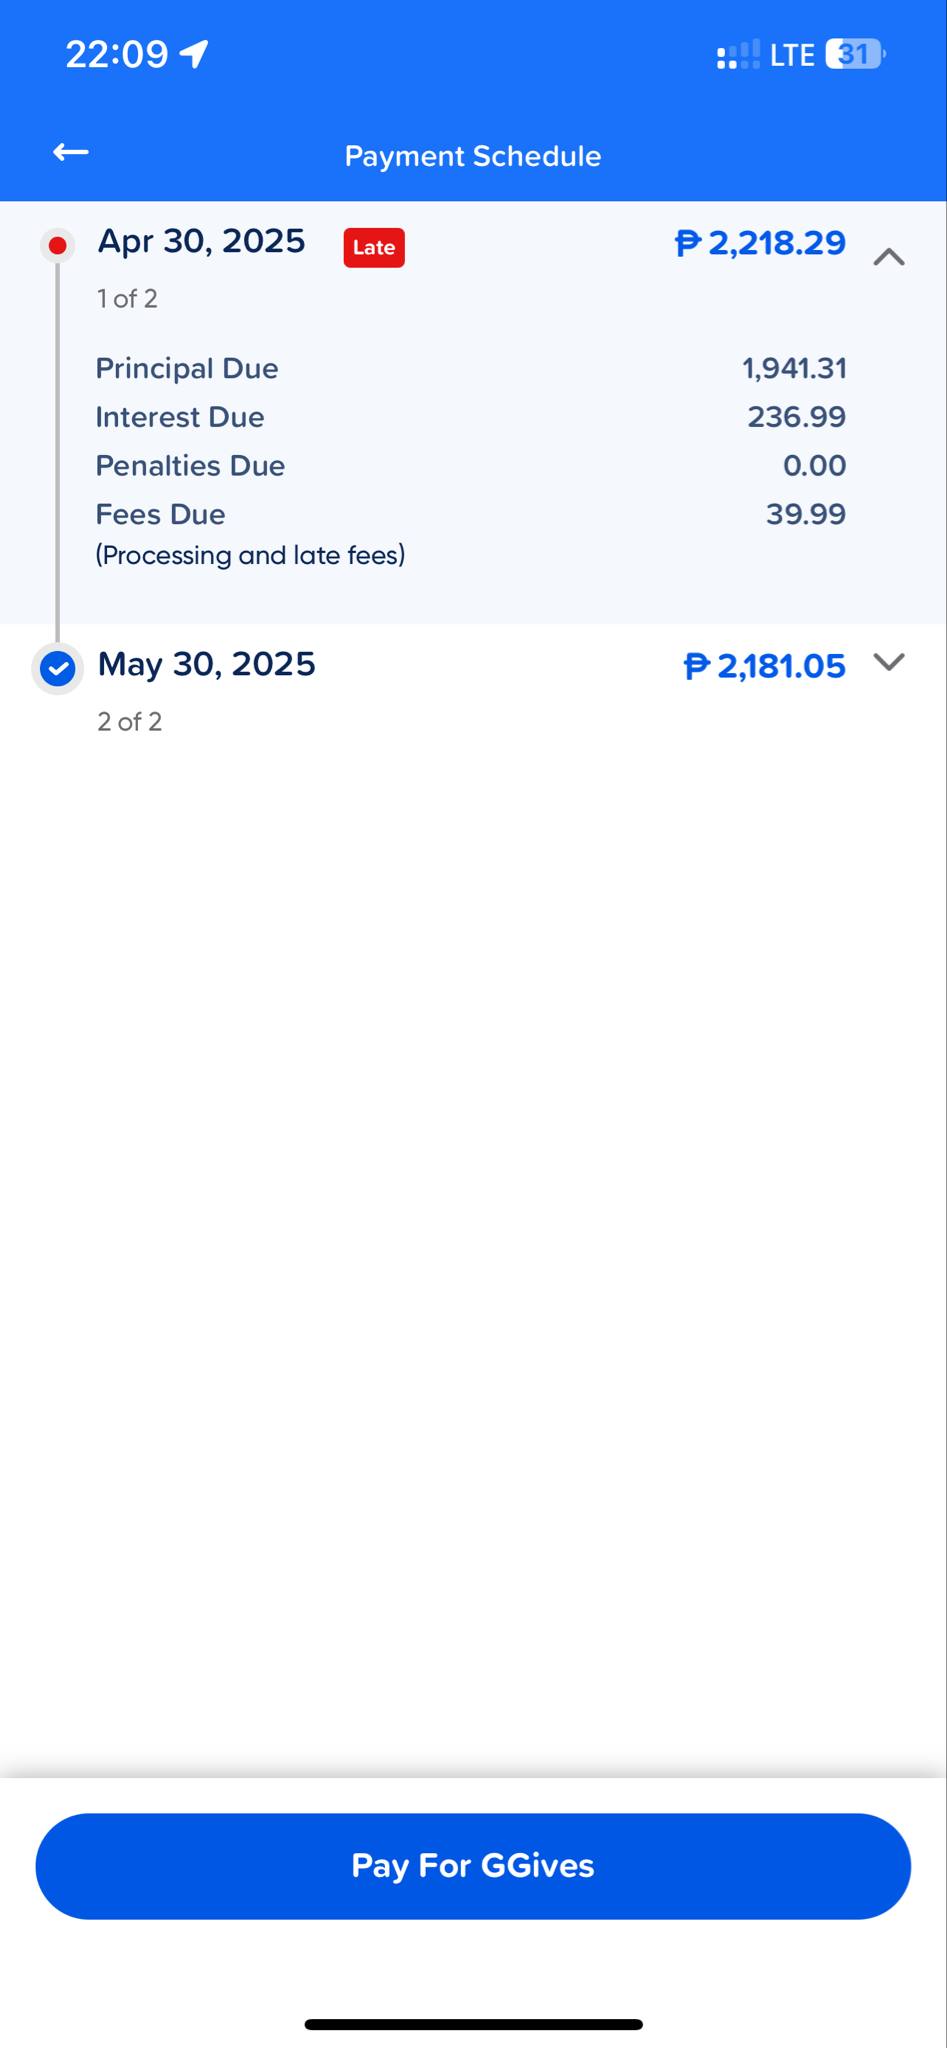 22:09
LTE 31
Payment Schedule
Apr 30, 2025 Late ₱ 2,218.29
1 of 2
Principal Due 1,941.31
Interest Due 236.99
Penalties Due 0.00
Fees Due 39.99
(Processing and late fees)
May 30, 2025 ₱ 2,181.05
2 of 2
Pay For GGives